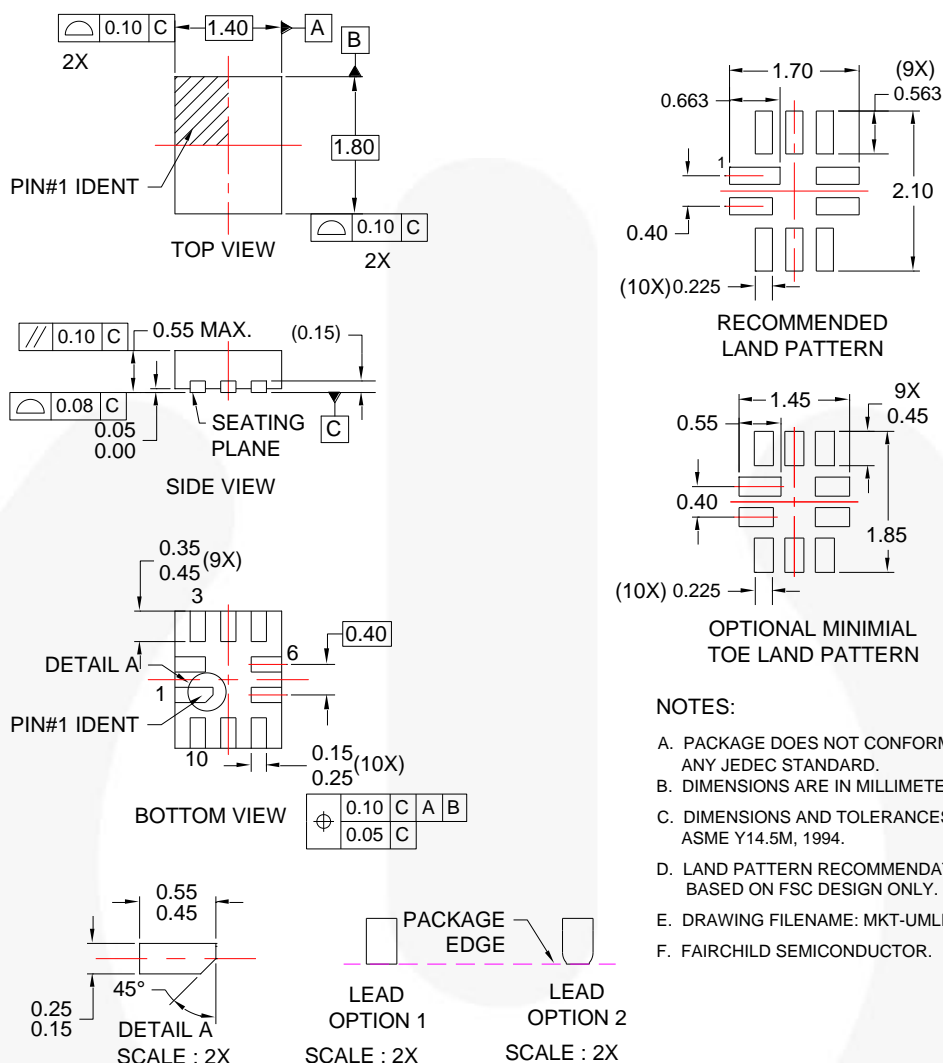 0.10 C
1.40
A
2X
B
1.80
PIN#1 IDENT
0.10 C
2X
TOP VIEW
1.70
(9X)
0.563
0.663
1
2.10
0.40
(10X) 0.225
RECOMMENDED
LAND PATTERN
// 0.10 C
0.55 MAX.
(0.15)
0.08 C
0.05
0.00
SEATING
PLANE
C
SIDE VIEW
1.45
9X
0.45
0.55
0.40
1.85
(10X) 0.225
OPTIONAL MINIMIAL
TOE LAND PATTERN
0.35
0.45 (9X)
3
0.40
DETAIL A
6
1
PIN#1 IDENT
10
0.15
0.25 (10X)
BOTTOM VIEW
0.10 C A B
0.05 C
NOTES:
A. PACKAGE DOES NOT CONFORM
ANY JEDEC STANDARD.
B. DIMENSIONS ARE IN MILLIMETE
C. DIMENSIONS AND TOLERANCES
ASME Y14.5M, 1994.
D. LAND PATTERN RECOMMENDAT
BASED ON FSC DESIGN ONLY.
E. DRAWING FILENAME: MKT-UMLP
F. FAIRCHILD SEMICONDUCTOR.
0.55
0.45
45°
0.25
0.15
DETAIL A
SCALE : 2X
PACKAGE
EDGE
LEAD
OPTION 1
SCALE : 2X
LEAD
OPTION 2
SCALE : 2X